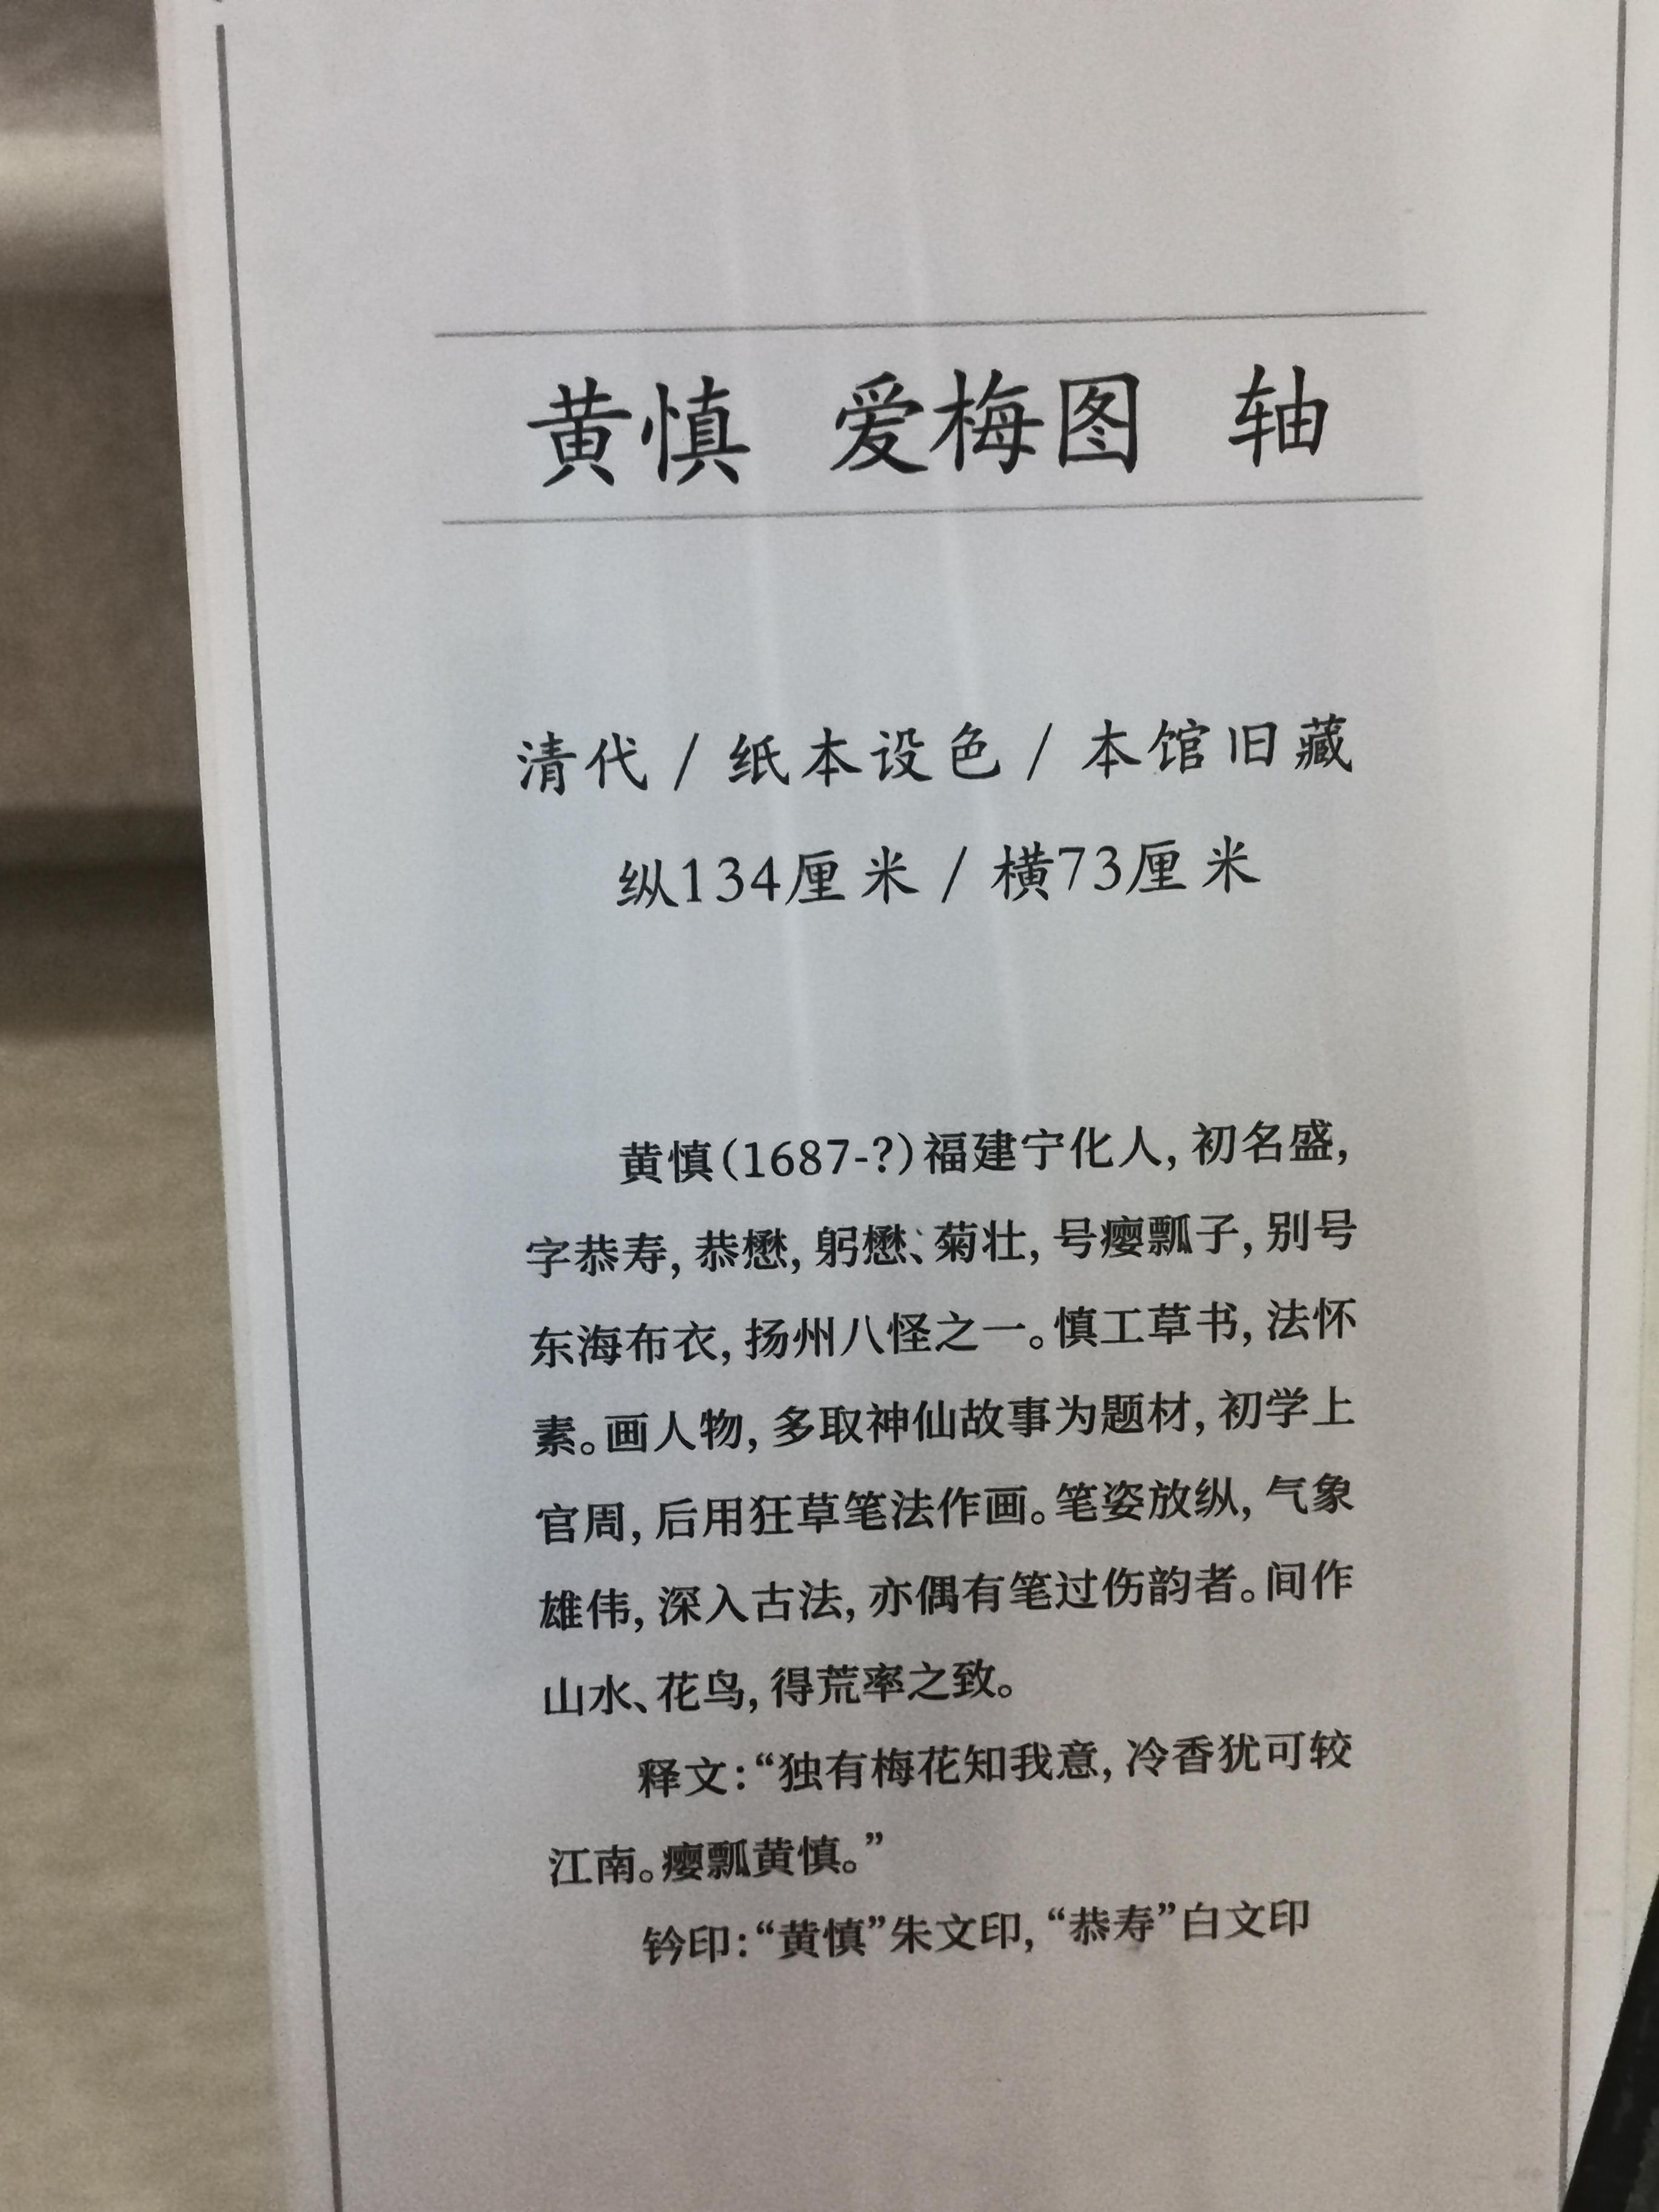 黄慎 爱梅图 轴
清代 / 纸本设色 / 本馆旧藏
纵134厘米 / 横73厘米
黄慎(1687-?)福建宁化人,初名盛,
字恭寿,恭懋,躬懋、菊壮,号瘿瓢子,别号
东海布衣,扬州八怪之一。慎工草书,法怀
素。画人物,多取神仙故事为题材,初学上
官周,后用狂草笔法作画。笔姿放纵,气象
雄伟,深入古法,亦偶有笔过伤韵者。间作
山水、花鸟,得荒率之致。
释文:“独有梅花知我意,冷香犹可较
江南。瘿瓢黄慎。”
钤印:“黄慎”朱文印,“恭寿”白文印